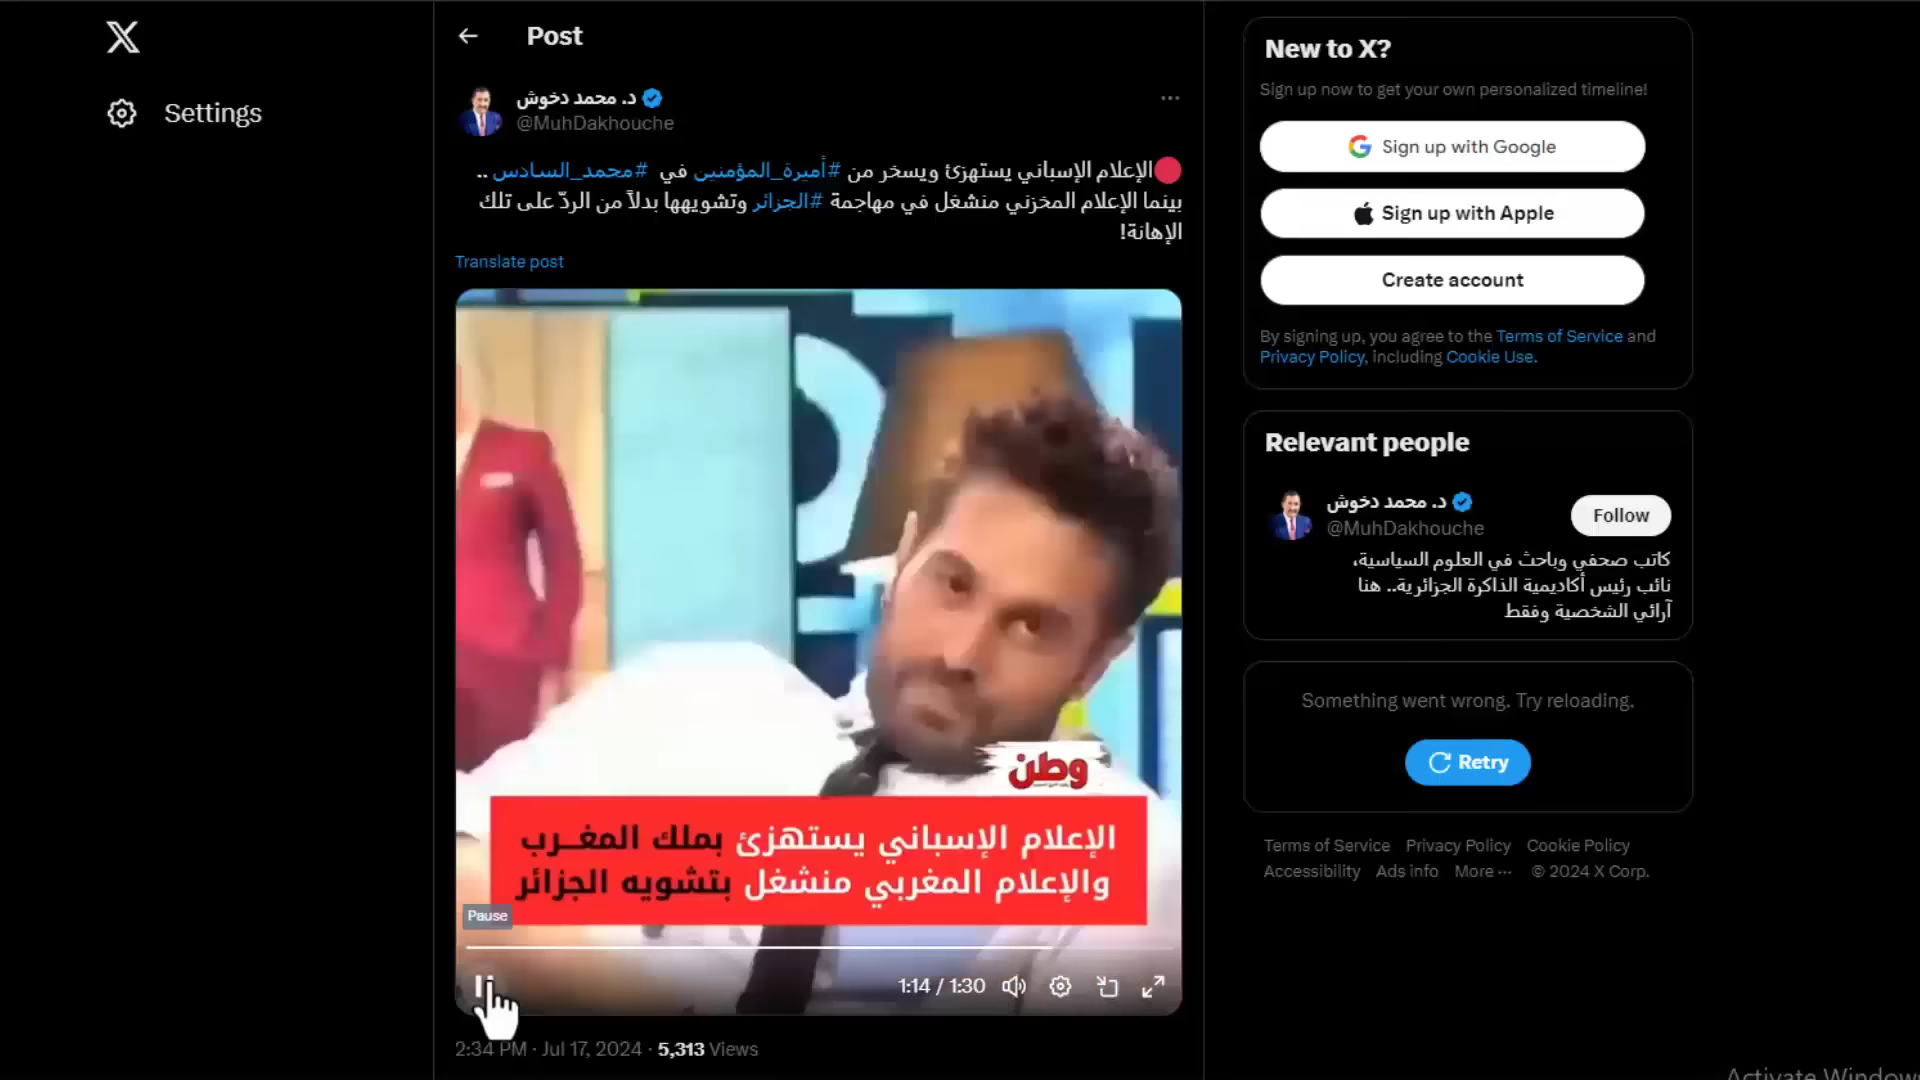 Settings
Post
د. محمد دخوش
@MuhDakhouche
الإعلام الإسباني يستهزئ ويسخر من #أميرة_المؤمنين في #محمد_السادس ..
بينما الإعلام المخزني منشغل في مهاجمة #الجزائر وتشويهها بدلاً من الردّ على تلك
الإهانة!
Translate post
وطن
الإعلام الإسباني يستهزئ بملك المغرب
والإعلام المغربي منشغل بتشويه الجزائر
Pause
1:14 / 1:30
2:34 PM · Jul 17, 2024 · 5,313 Views
New to X?
Sign up now to get your own personalized timeline!
Sign up with Google
Sign up with Apple
Create account
By signing up, you agree to the Terms of Service and
Privacy Policy, including Cookie Use.
Relevant people
د. محمد دخوش
@MuhDakhouche
Follow
كاتب صحفي وباحث في العلوم السياسية،
نائب رئيس أكاديمية الذاكرة الجزائرية.. هنا
آرائي الشخصية وفقط
Something went wrong. Try reloading.
Retry
Terms of Service Privacy Policy Cookie Policy
Accessibility Ads info More ··· © 2024 X Corp.